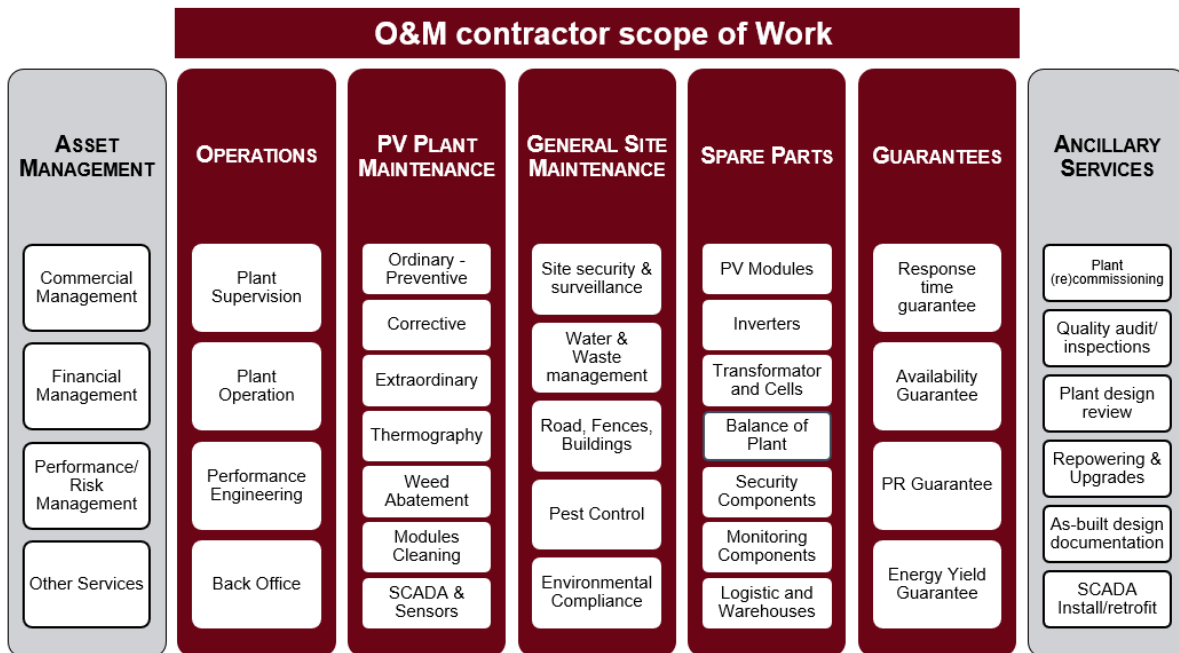 O&M contractor scope of Work
ASSET
MANAGEMENT
Commercial
Management
Financial
Management
Performance/
Risk
Management
Other Services
OPERATIONS
Plant
Supervision
Plant
Operation
Performance
Engineering
Back Office
PV PLANT
MAINTENANCE
Ordinary -
Preventive
Corrective
Extraordinary
Thermography
Weed
Abatement
Modules
Cleaning
SCADA &
Sensors
GENERAL SITE
MAINTENANCE
Site security &
surveillance
Water &
Waste
management
Road, Fences,
Buildings
Pest Control
Environmental
Compliance
SPARE PARTS
PV Modules
Inverters
Transformator
and Cells
Balance of
Plant
Security
Components
Monitoring
Components
Logistic and
Warehouses
GUARANTEES
Response
time
guarantee
Availability
Guarantee
PR Guarantee
Energy Yield
Guarantee
ANCILLARY
SERVICES
Plant
(re)commissioning
Quality audit/
inspections
Plant design
review
Repowering &
Upgrades
As-built design
documentation
SCADA
Install/retrofit